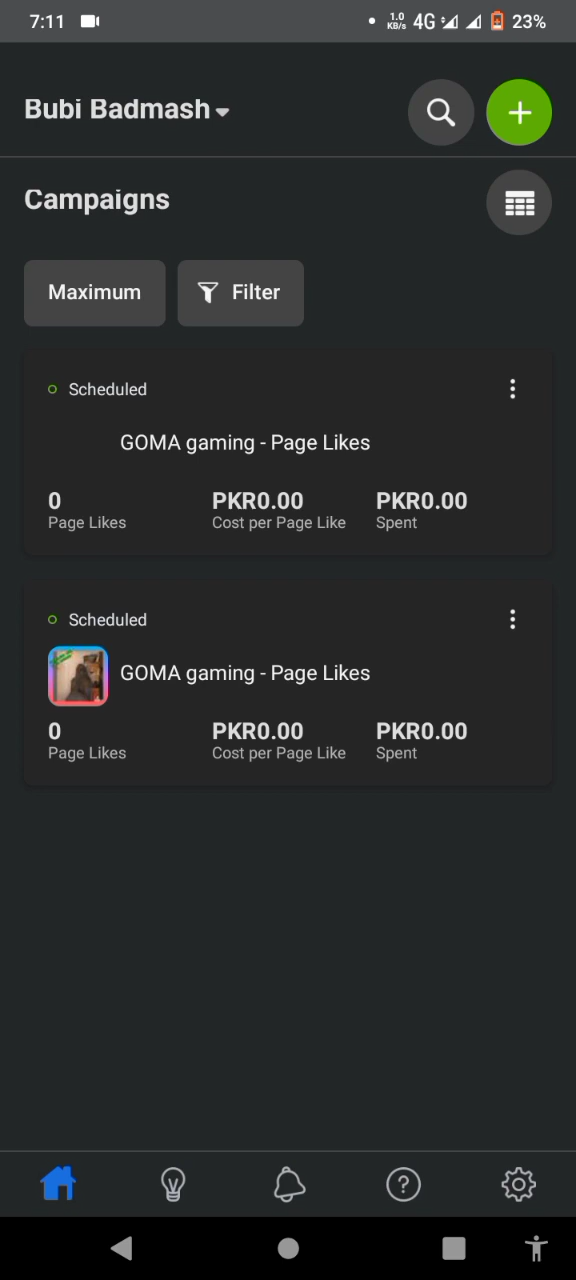 7:11 1.0 KB/s 4G 23%
Bubi Badmash
Campaigns
Maximum Filter
Scheduled
GOMA gaming - Page Likes
0 PKR0.00 PKR0.00
Page Likes Cost per Page Like Spent
Scheduled
GOMA gaming - Page Likes
0 PKR0.00 PKR0.00
Page Likes Cost per Page Like Spent